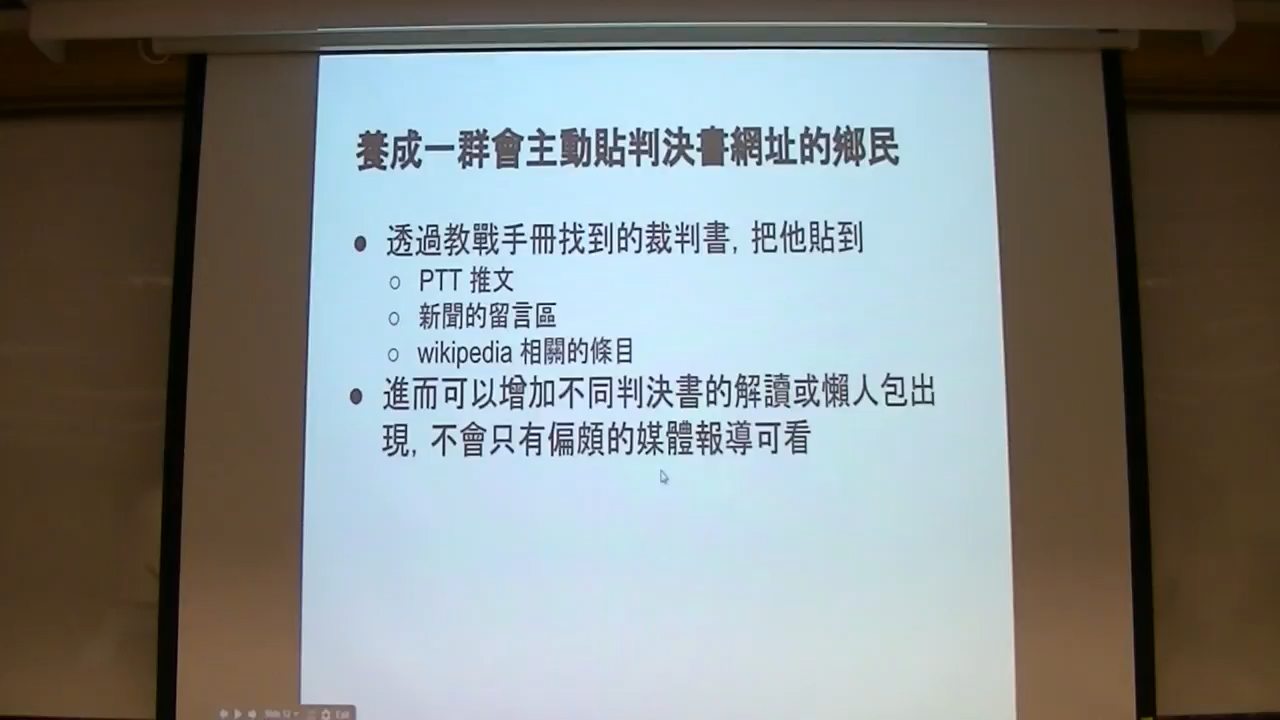 養成一群會主動貼判決書網址的鄉民
● 透過教戰手冊找到的裁判書, 把他貼到
○ PTT 推文
○ 新聞的留言區
○ wikipedia 相關的條目
● 進而可以增加不同判決書的解讀或懶人包出
現, 不會只有偏頗的媒體報導可看